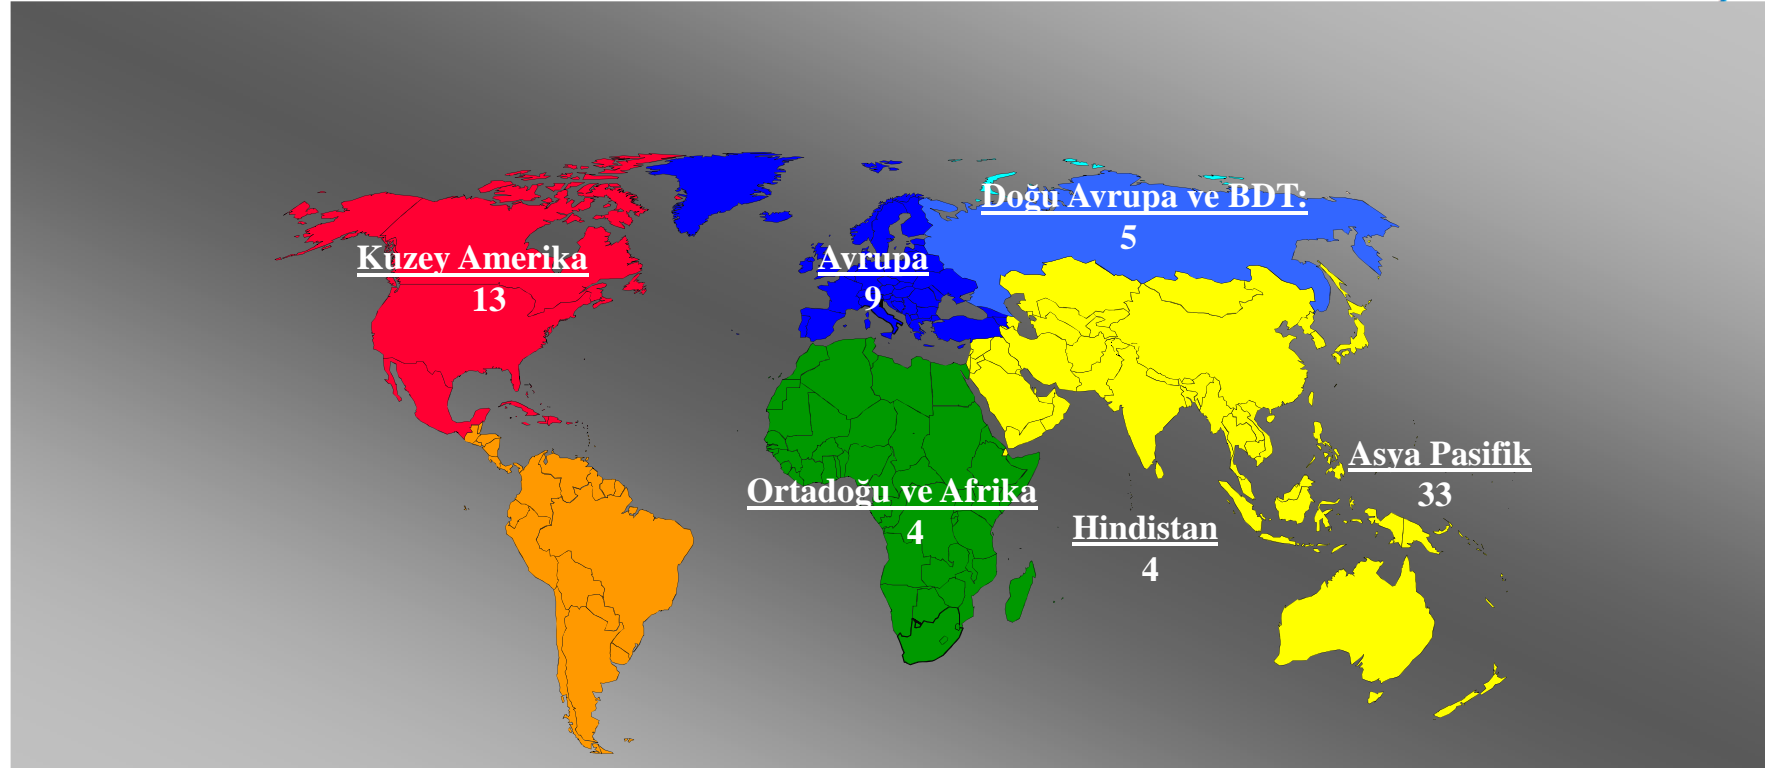 Doğu Avrupa ve BDT:
5
Kuzey Amerika
13
Avrupa
9
Asya Pasifik
33
Ortadoğu ve Afrika
4
Hindistan
4